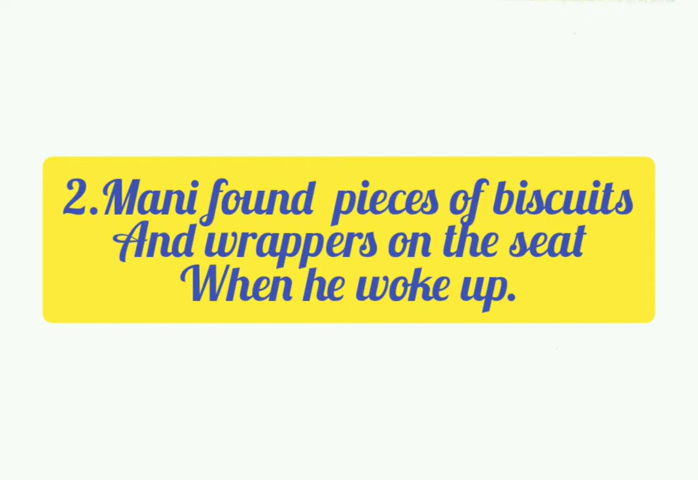 2.Mani found pieces of biscuits
And wrappers on the seat
When he woke up.